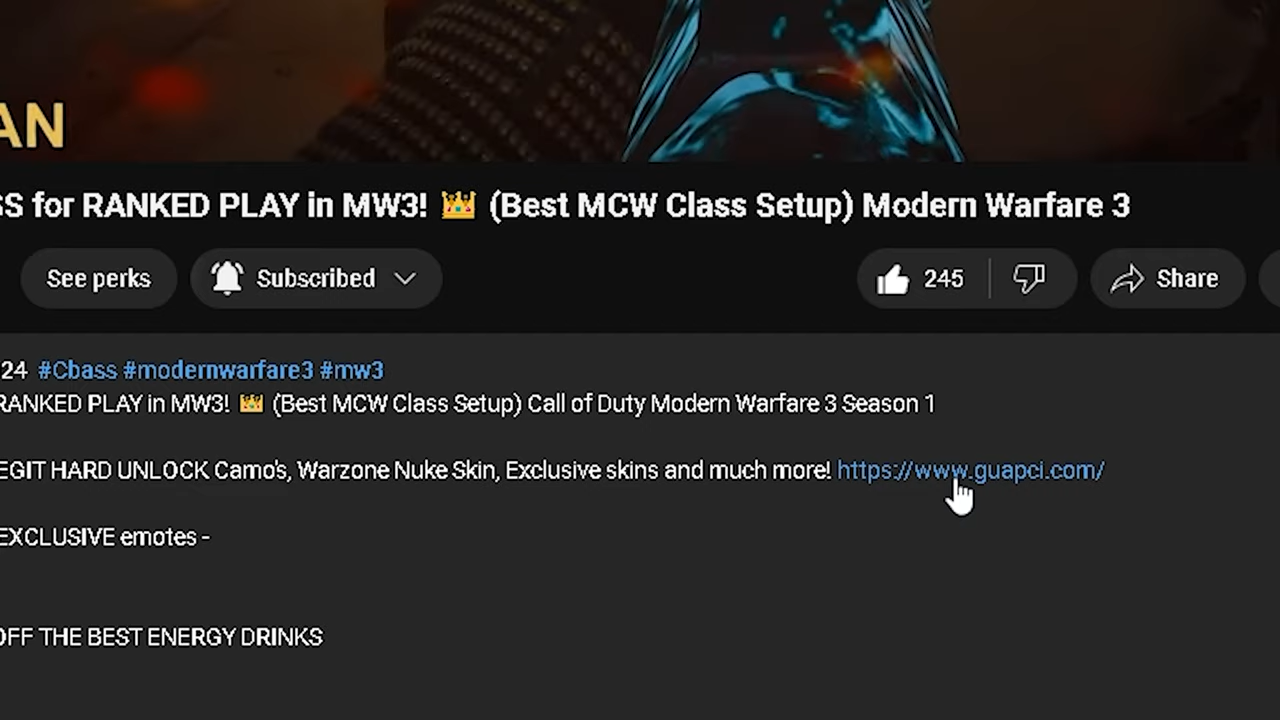 AN
SS for RANKED PLAY in MW3! 👑 (Best MCW Class Setup) Modern Warfare 3
See perks Subscribed 245 Share
24 #Cbass #modernwarfare3 #mw3
RANKED PLAY in MW3! 👑 (Best MCW Class Setup) Call of Duty Modern Warfare 3 Season 1
EGIT HARD UNLOCK Camo's, Warzone Nuke Skin, Exclusive skins and much more! https://www.guapci.com/
EXCLUSIVE emotes -
OFF THE BEST ENERGY DRINKS